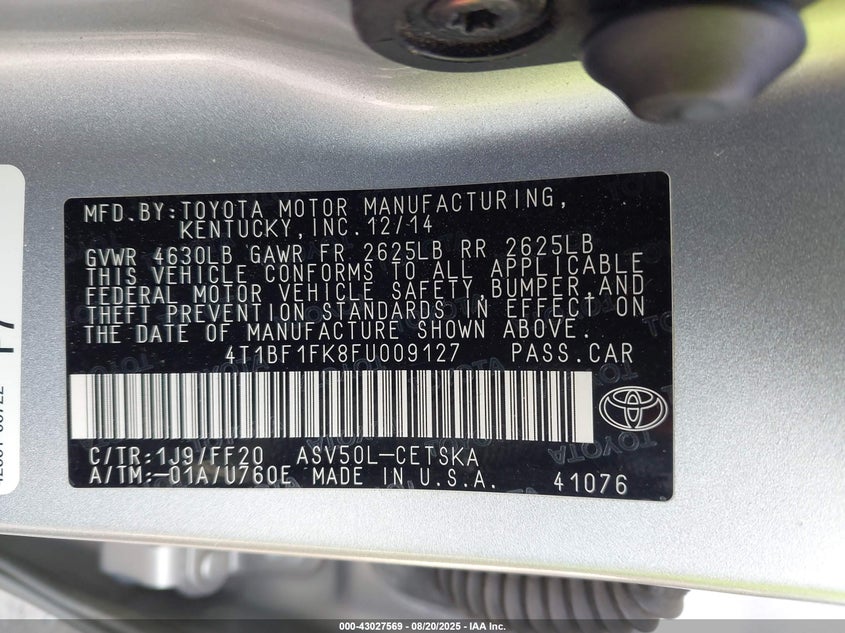 MFD.BY:TOYOTA MOTOR MANUFACTURING,
KENTUCKY,INC.12/14
GVWR 4630LB GAWR FR 2625LB RR 2625LB
THIS VEHICLE CONFORMS TO ALL APPLICABLE
FEDERAL MOTOR VEHICLE SAFETY,BUMPER,AND
THEFT PREVENTION STANDARDS IN EFFECT ON
THE DATE OF MANUFACTURE SHOWN ABOVE.
4T1BF1FK8FU009127 PASS.CAR
C/TR:1J9/FF20 ASV50L-CETSKA
A/TM:-01A/U760E MADE IN U.S.A. 41076
000-43027569 - 08/20/2025 - IAA Inc.